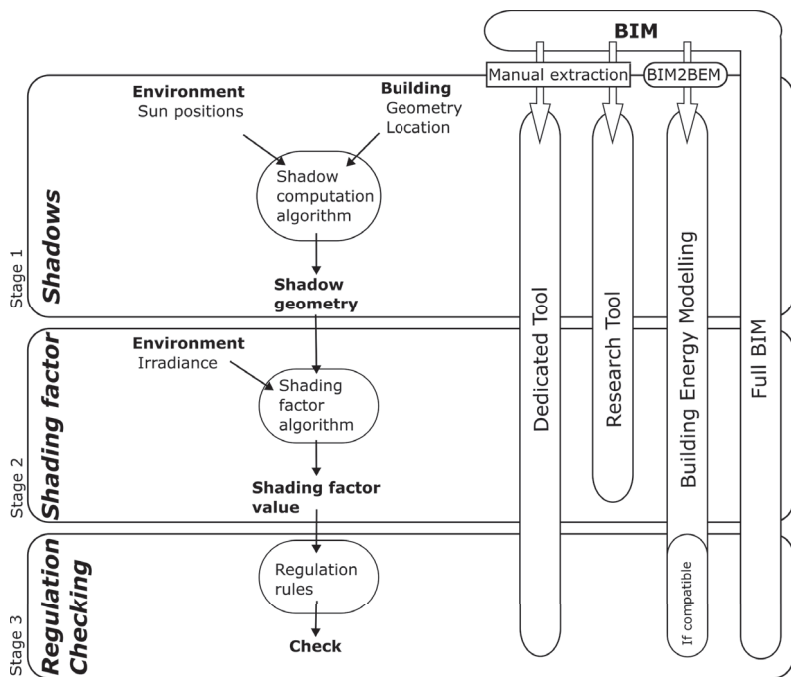 BIM
Manual extraction
BIM2BEM
Environment
Sun positions
Building
Geometry
Location
Shadow
computation
algorithm
Shadow
geometry
Stage 1
Shadows
Environment
Irradiance
Shading
factor
algorithm
Shading factor
value
Stage 2
Shading factor
Regulation
rules
Check
Stage 3
Regulation
Checking
Dedicated Tool
Research Tool
Building Energy Modelling
If compatible
Full BIM